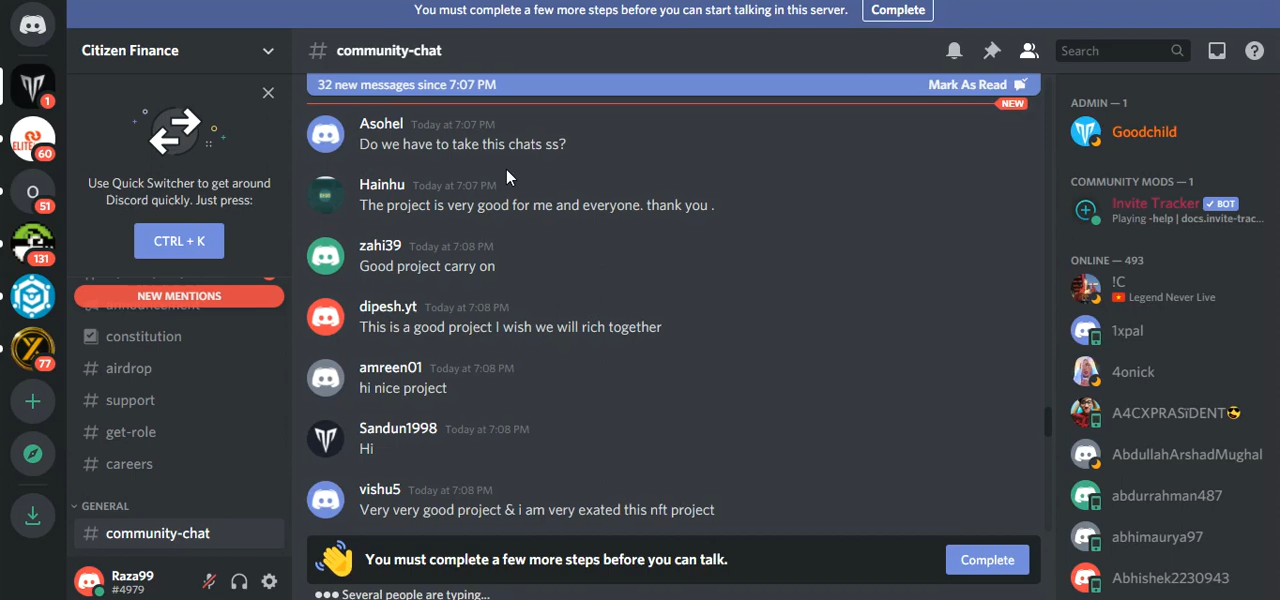 You must complete a few more steps before you can start talking in this server. Complete
Citizen Finance
# community-chat
Search
32 new messages since 7:07 PM Mark As Read
NEW
Use Quick Switcher to get around
Discord quickly. Just press:
CTRL + K
NEW MENTIONS
constitution
# airdrop
# support
# get-role
# careers
GENERAL
# community-chat
Raza99
#4979
1
60
O
51
131
77
Asohel Today at 7:07 PM
Do we have to take this chats ss?
Hainhu Today at 7:07 PM
The project is very good for me and everyone. thank you .
zahi39 Today at 7:08 PM
Good project carry on
dipesh.yt Today at 7:08 PM
This is a good project I wish we will rich together
amreen01 Today at 7:08 PM
hi nice project
Sandun1998 Today at 7:08 PM
Hi
vishu5 Today at 7:08 PM
Very very good project & i am very exated this nft project
You must complete a few more steps before you can talk. Complete
Several people are typing...
ADMIN — 1
Goodchild
COMMUNITY MODS — 1
Invite Tracker ✓ BOT
Playing -help | docs.invite-trac...
ONLINE — 493
!C
Legend Never Live
1xpal
4onick
A4CXPRASïDENT😎
AbdullahArshadMughal
abdurrahman487
abhimaurya97
Abhishek2230943